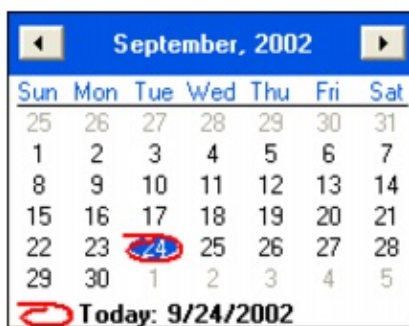 September, 2002
Sun Mon Tue Wed Thu Fri Sat
25 26 27 28 29 30 31
1 2 3 4 5 6 7
8 9 10 11 12 13 14
15 16 17 18 19 20 21
22 23 24 25 26 27 28
29 30 1 2 3 4 5
Today: 9/24/2002